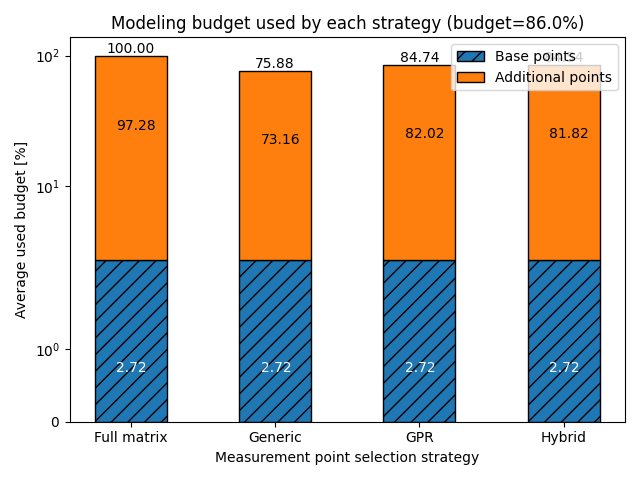 Modeling budget used by each strategy (budget=86.0%)
100.00
75.88
84.74
Base points
Additional points
97.28
73.16
82.02
81.82
2.72
2.72
2.72
2.72
10²
10¹
10⁰
0
Average used budget [%]
Full matrix
Generic
GPR
Hybrid
Measurement point selection strategy